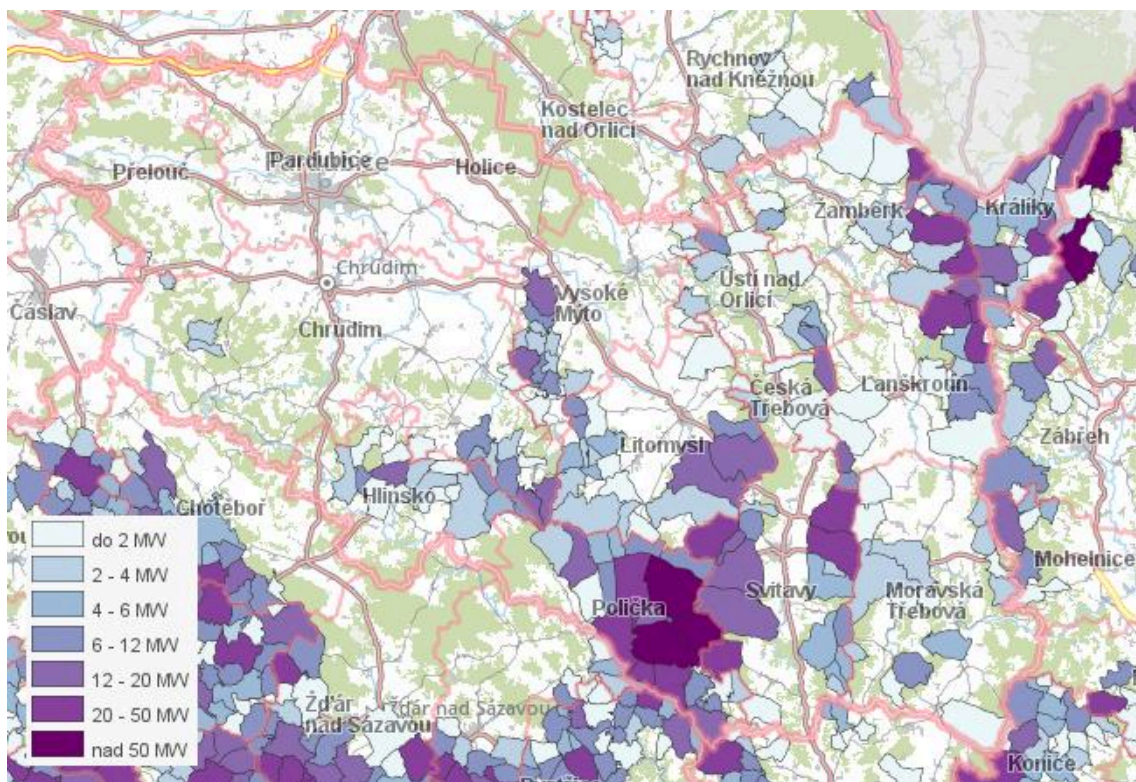 Rychnov
nad Kněžnou
Kostelec
nad Orlicí
Pardubice
Přelouč
Holice
Žamberk
Králíky
Chrudim
Vysoké
Mýto
Ústí nad
Orlicí
Čáslav
Chrudim
Česká
Třebová
Lanškroun
Litomyšl
Zábřeh
Hlinsko
Chotěboř
do 2 MW
2 - 4 MW
4 - 6 MW
6 - 12 MW
12 - 20 MW
20 - 50 MW
nad 50 MW
Mohelnice
Svitavy
Moravská
Třebová
Polička
Žďár
nad Sázavou
Žďár nad Sázavou
Konice